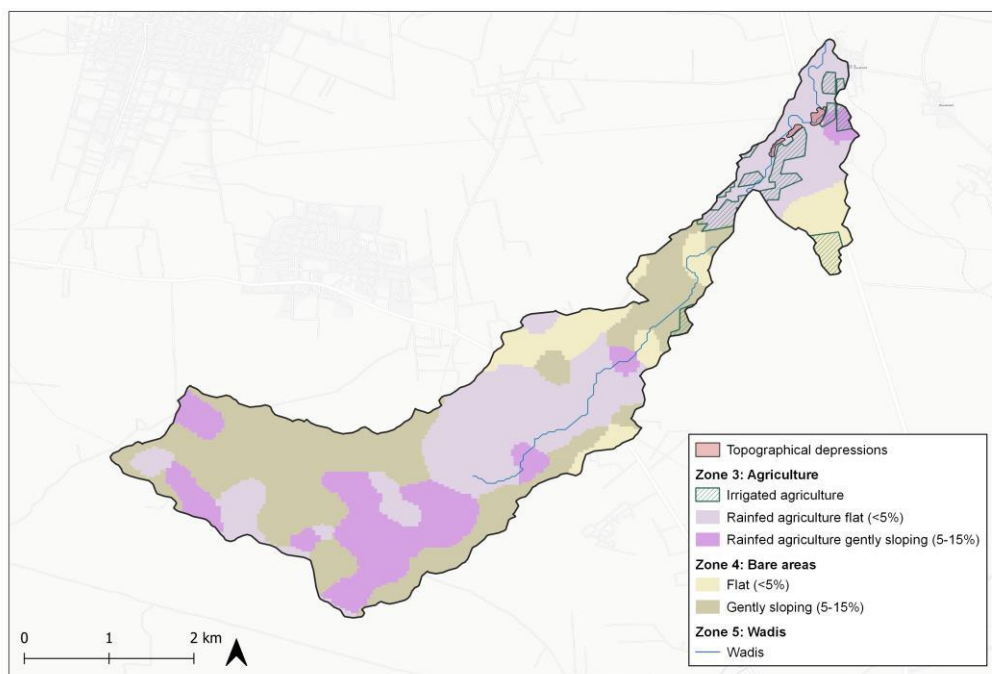 Topographical depressions
Zone 3: Agriculture
Irrigated agriculture
Rainfed agriculture flat (<5%)
Rainfed agriculture gently sloping (5-15%)
Zone 4: Bare areas
Flat (<5%)
Gently sloping (5-15%)
Zone 5: Wadis
Wadis
0 1 2 km